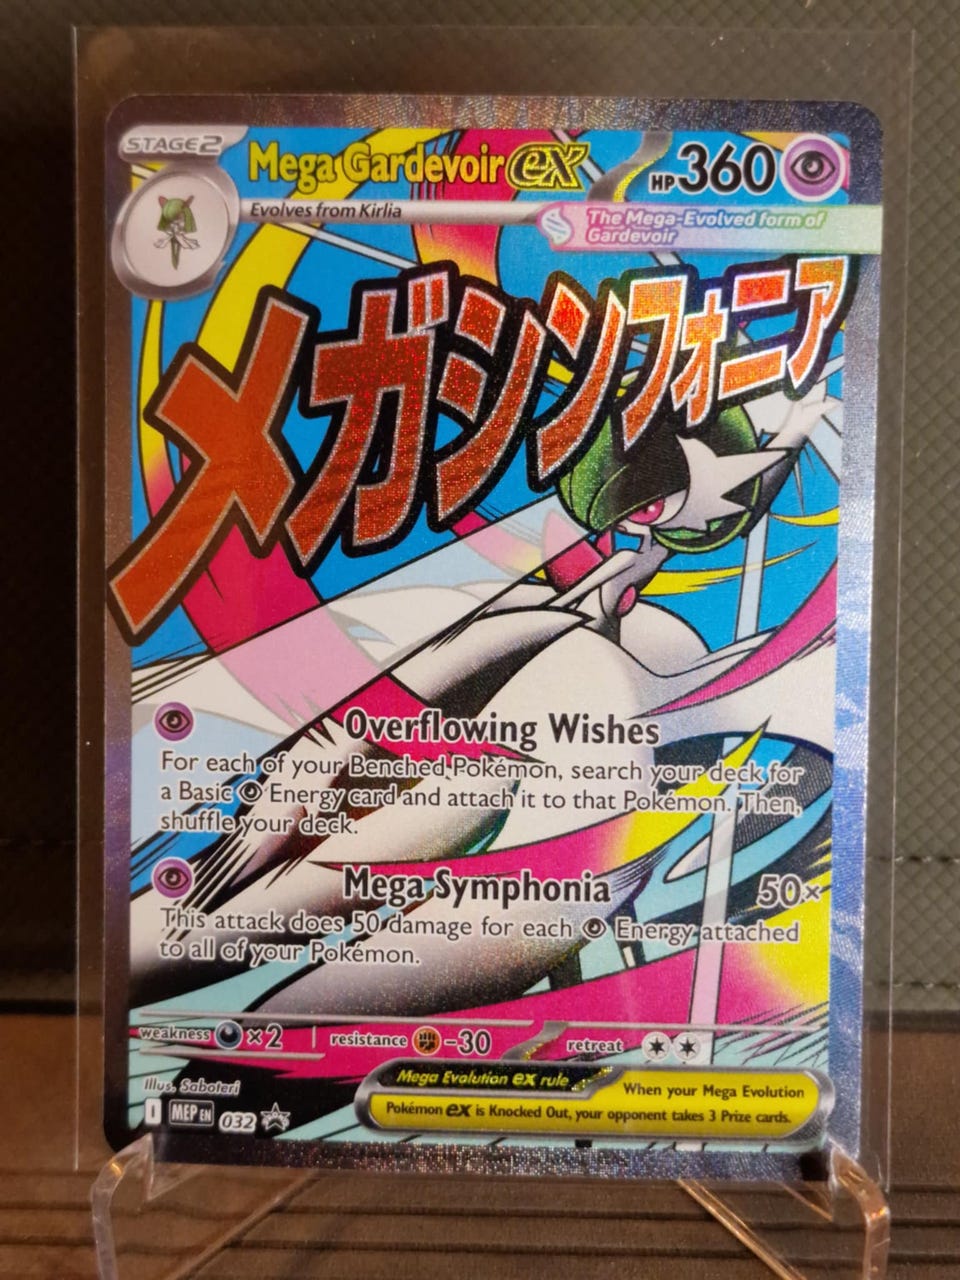 STAGE2
Mega Gardevoir ex
HP 360
Evolves from Kirlia
The Mega-Evolved form of
Gardevoir
メガシンフォニア
Overflowing Wishes
For each of your Benched Pokémon, search your deck for
a Basic Energy card and attach it to that Pokémon. Then,
shuffle your deck.
Mega Symphonia 50×
This attack does 50 damage for each Energy attached
to all of your Pokémon.
weakness ×2 resistance -30 retreat
Mega Evolution ex rule
When your Mega Evolution
Pokémon ex is Knocked Out, your opponent takes 3 Prize cards.
Illus. Saboteri
I MEP EN 032